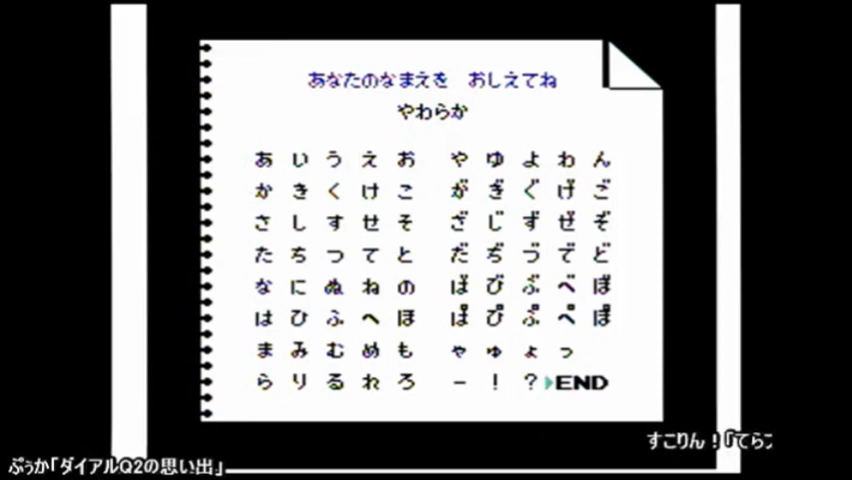 あなたのなまえを　おしえてね
やわらか
あ い う え お や ゆ よ わ ん
か き く け こ が ぎ ぐ げ ご
さ し す せ そ ざ じ ず ぜ ぞ
た ち つ て と だ ぢ づ で ど
な に ぬ ね の ば び ぶ べ ぼ
は ひ ふ へ ほ ぱ ぴ ぷ ぺ ぽ
ま み む め も ゃ ゅ ょ っ
ら り る れ ろ ー ! ? END
すこりん！「てら
ぷぅか「ダイアルQ2の思い出」